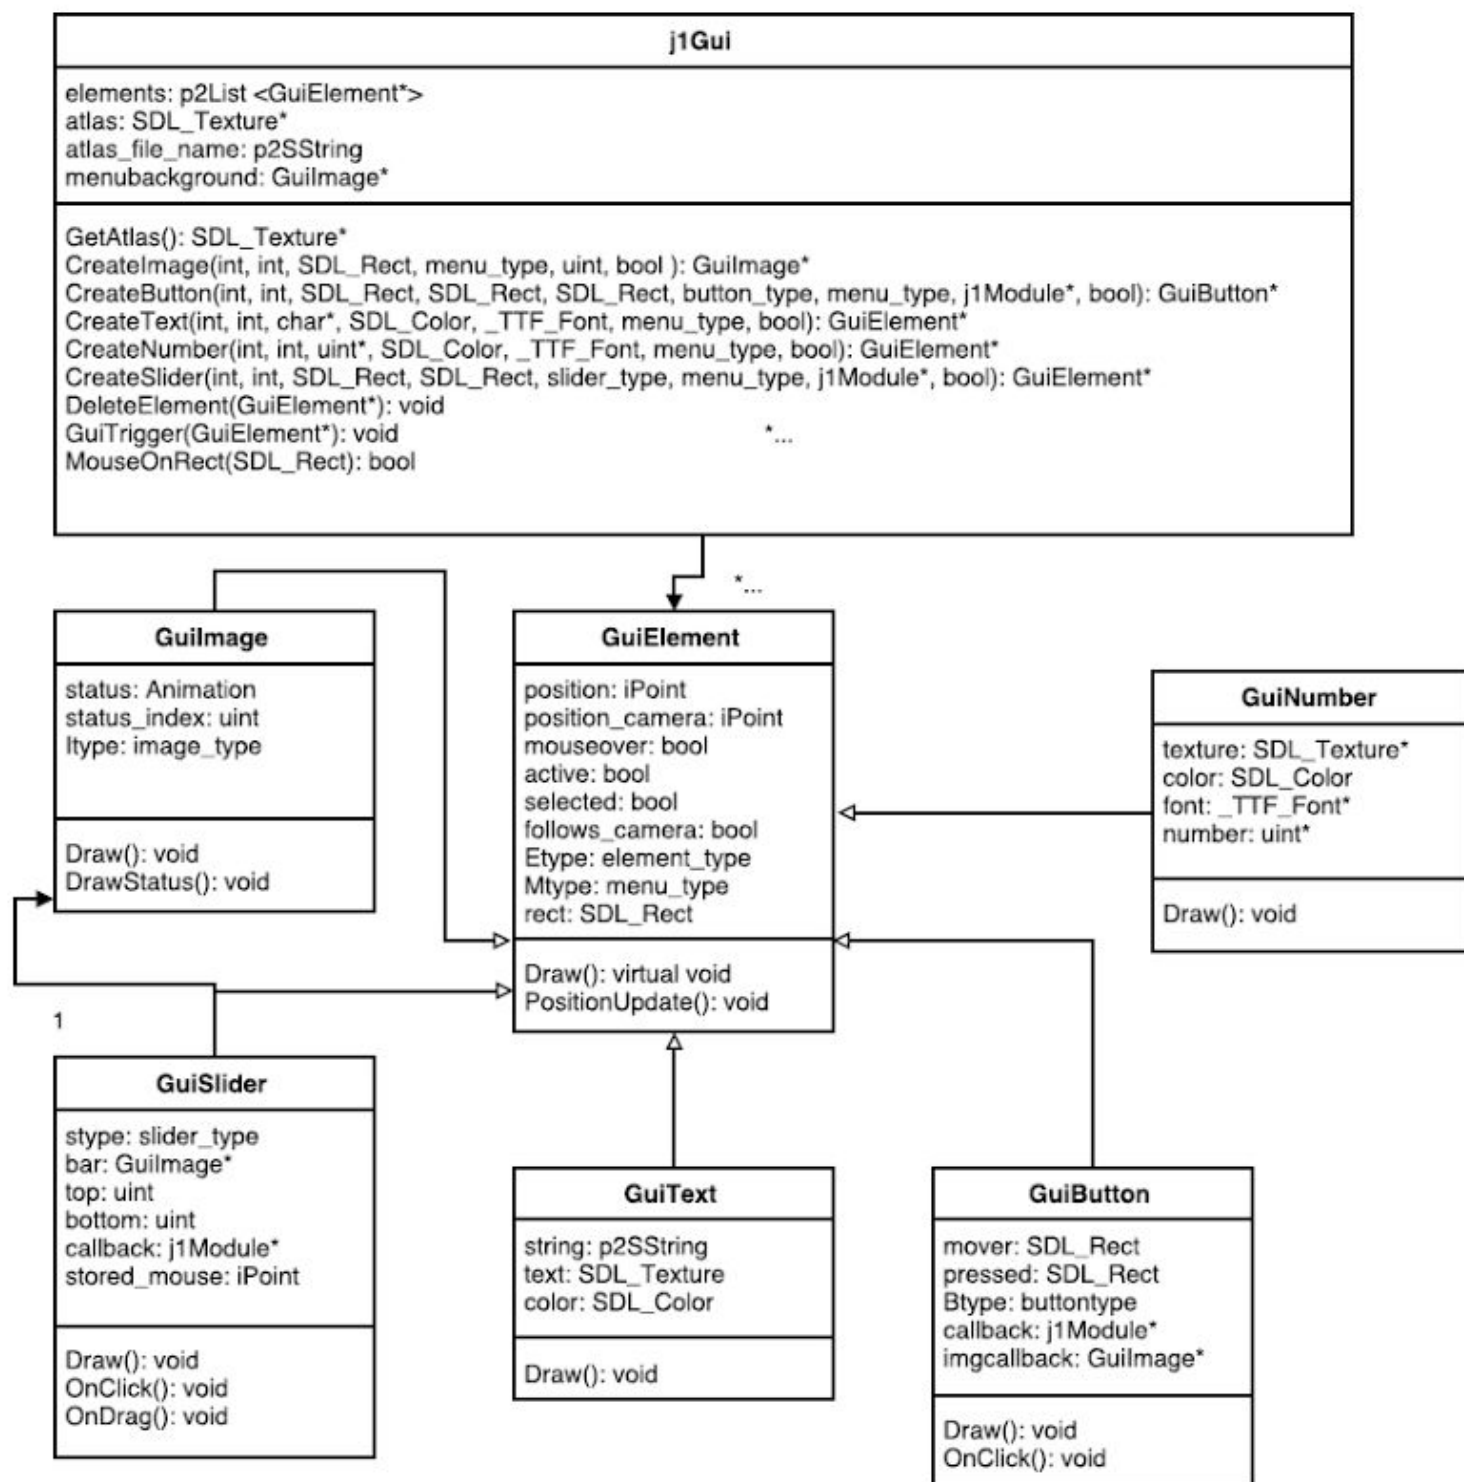 j1Gui
elements: p2List <GuiElement*>
atlas: SDL_Texture*
atlas_file_name: p2SString
menubackground: GuiImage*
GetAtlas(): SDL_Texture*
CreateImage(int, int, SDL_Rect, menu_type, uint, bool ): GuiImage*
CreateButton(int, int, SDL_Rect, SDL_Rect, SDL_Rect, button_type, menu_type, j1Module*, bool): GuiButton*
CreateText(int, int, char*, SDL_Color, _TTF_Font, menu_type, bool): GuiElement*
CreateNumber(int, int, uint*, SDL_Color, _TTF_Font, menu_type, bool): GuiElement*
CreateSlider(int, int, SDL_Rect, SDL_Rect, slider_type, menu_type, j1Module*, bool): GuiElement*
DeleteElement(GuiElement*): void
GuiTrigger(GuiElement*): void
*...
MouseOnRect(SDL_Rect): bool
*...
GuiImage
status: Animation
status_index: uint
Itype: image_type
Draw(): void
DrawStatus(): void
GuiElement
position: iPoint
position_camera: iPoint
mouseover: bool
active: bool
selected: bool
follows_camera: bool
Etype: element_type
Mtype: menu_type
rect: SDL_Rect
Draw(): virtual void
PositionUpdate(): void
GuiNumber
texture: SDL_Texture*
color: SDL_Color
font: _TTF_Font*
number: uint*
Draw(): void
1
GuiSlider
stype: slider_type
bar: GuiImage*
top: uint
bottom: uint
callback: j1Module*
stored_mouse: iPoint
Draw(): void
OnClick(): void
OnDrag(): void
GuiText
string: p2SString
text: SDL_Texture
color: SDL_Color
Draw(): void
GuiButton
mover: SDL_Rect
pressed: SDL_Rect
Btype: buttontype
callback: j1Module*
imgcallback: GuiImage*
Draw(): void
OnClick(): void